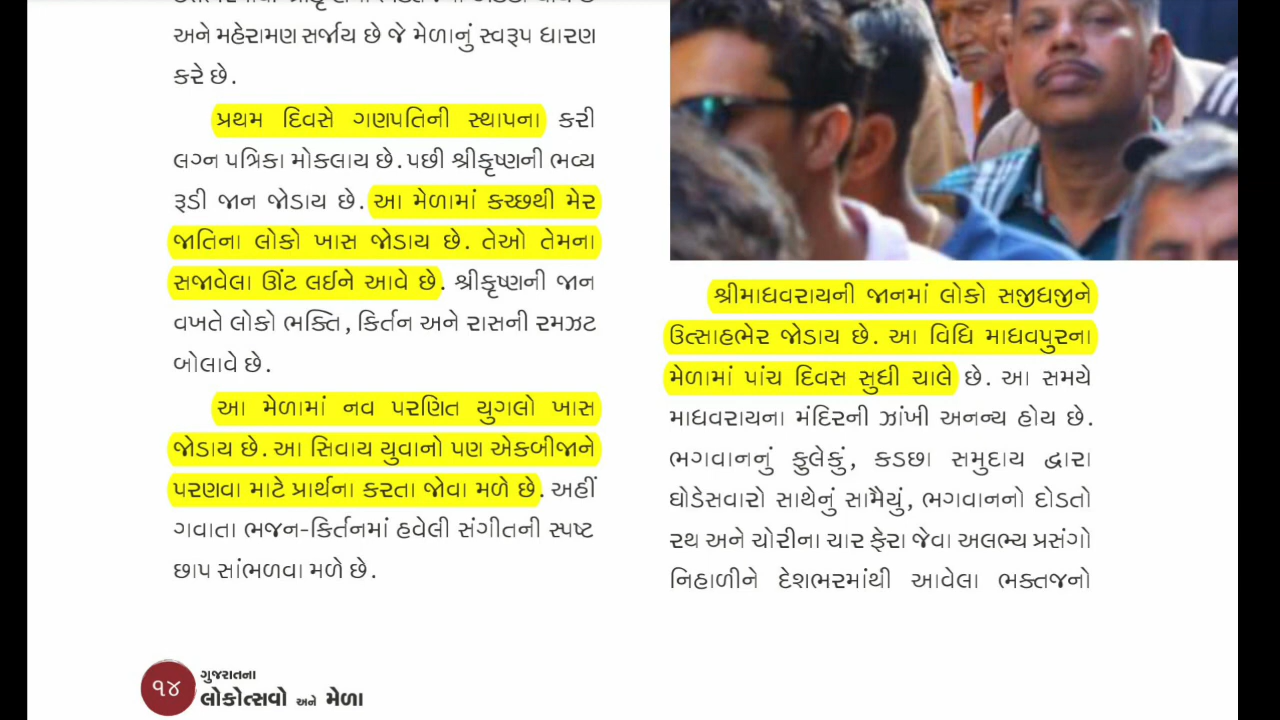 અને મહેરામણ સર્જાય છે જે મેળાનું સ્વરૂપ ધારણ
કરે છે.
પ્રથમ દિવસે ગણપતિની સ્થાપના કરી
લગ્ન પત્રિકા મોકલાય છે.પછી શ્રીકૃષ્ણની ભવ્ય
રૂડી જાન જોડાય છે. આ મેળામાં કચ્છથી મેર
જાતિના લોકો ખાસ જોડાય છે. તેઓ તેમના
સજાવેલા ઊંટ લઈને આવે છે. શ્રીકૃષ્ણની જાન
વખતે લોકો ભક્તિ, કિર્તન અને રાસની રમઝટ
બોલાવે છે.
આ મેળામાં નવ પરણિત યુગલો ખાસ
જોડાય છે. આ સિવાય યુવાનો પણ એકબીજાને
પરણવા માટે પ્રાર્થના કરતા જોવા મળે છે. અહીં
ગવાતા ભજન-કિર્તનમાં હવેલી સંગીતની સ્પષ્ટ
છાપ સાંભળવા મળે છે.
શ્રીમાધવરાયની જાનમાં લોકો સજીધજીને
ઉત્સાહભેર જોડાય છે. આ વિધિ માધવપુરના
મેળામાં પાંચ દિવસ સુધી ચાલે છે. આ સમયે
માધવરાયના મંદિરની ઝાંખી અનન્ય હોય છે.
ભગવાનનું ફુલેકું, કડછા સમુદાય દ્વારા
ઘોડેસવારો સાથેનું સામૈયું, ભગવાનનો દોડતો
રથ અને ચોરીના ચાર ફેરા જેવા અલભ્ય પ્રસંગો
નિહાળીને દેશભરમાંથી આવેલા ભક્તજનો
૧૪
ગુજરાતના
લોકોત્સવો અને મેળા